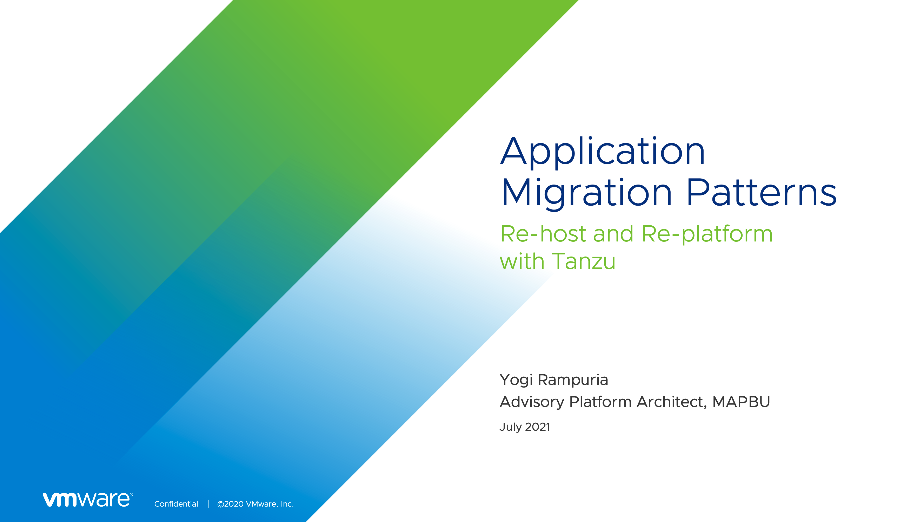 Application
Migration Patterns
Re-host and Re-platform
with Tanzu
Yogi Rampuria
Advisory Platform Architect, MAPBU
July 2021
vmware
Confidential | ©2020 VMware, Inc.